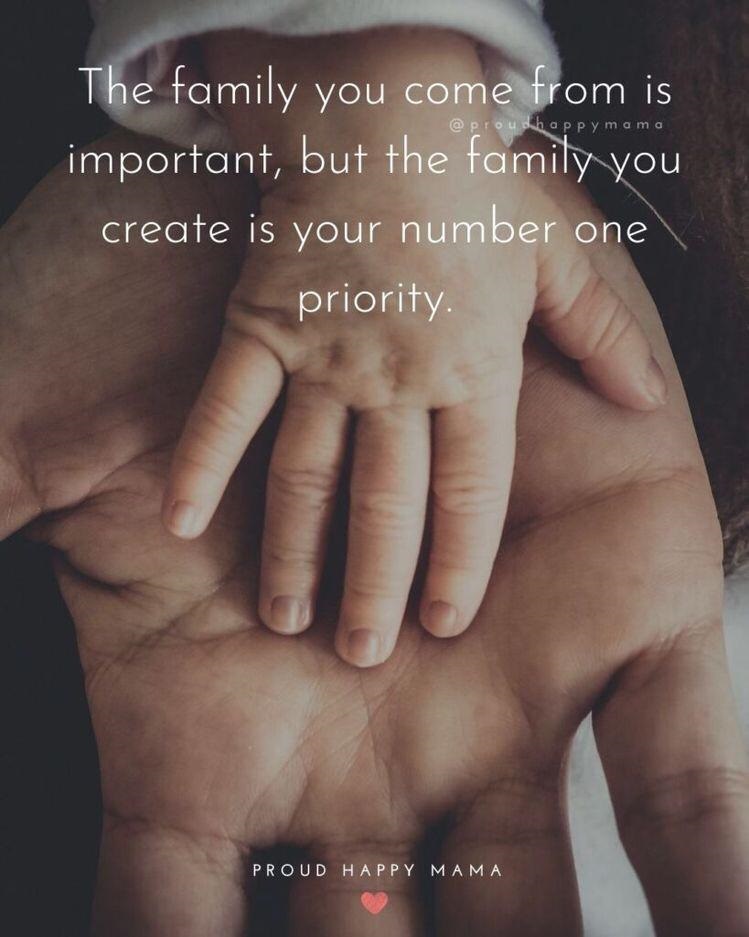 The family you come from is
@proudhappymama
important, but the family you
create is your number one
priority.
PROUD HAPPY MAMA